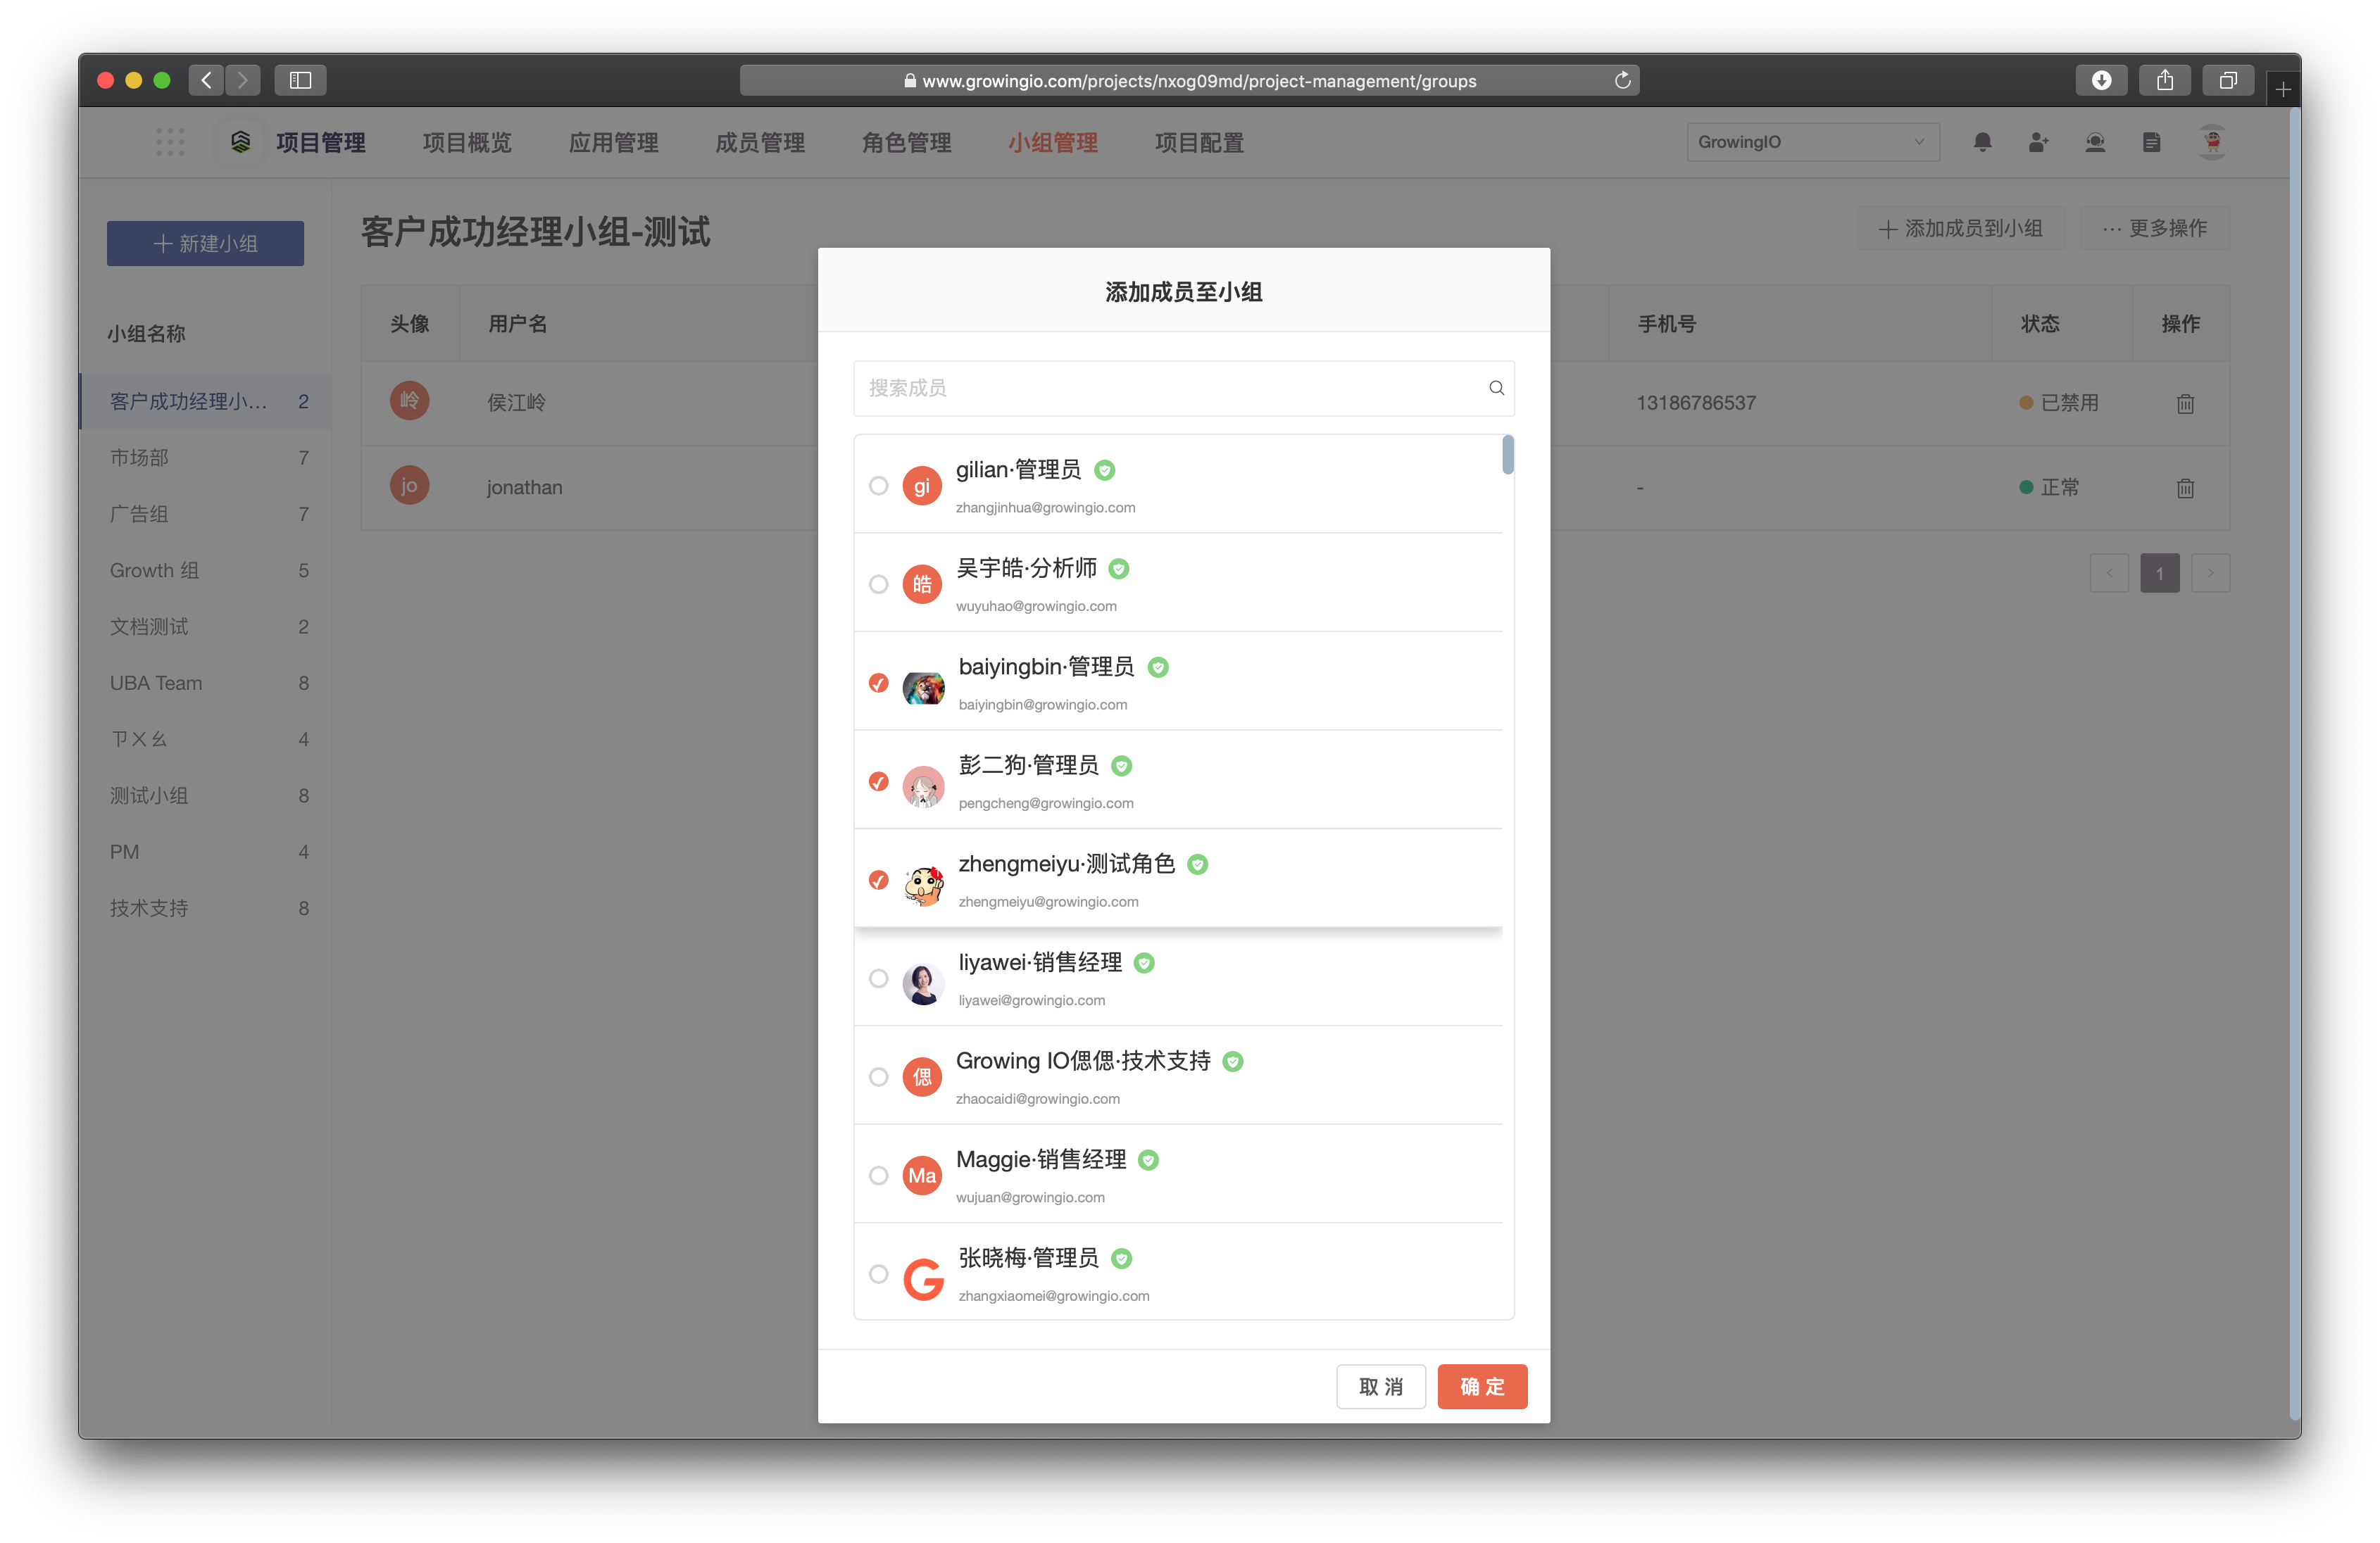 www.growingio.com/projects/nxog09md/project-management/groups
项目管理 项目概览 应用管理 成员管理 角色管理 小组管理 项目配置 GrowingIO
新建小组
客户成功经理小组-测试
添加成员到小组 ··· 更多操作
小组名称
客户成功经理小... 2
市场部 7
广告组 7
Growth 组 5
文档测试 2
UBA Team 8
ㄗㄨㄠ 4
测试小组 8
PM 4
技术支持 8
头像 用户名 手机号 状态 操作
岭 侯江岭 13186786537 已禁用
jo jonathan - 正常
< 1 >
添加成员至小组
搜索成员
gi gilian·管理员
zhangjinhua@growingio.com
皓 吴宇皓·分析师
wuyuhao@growingio.com
baiyingbin·管理员
baiyingbin@growingio.com
彭二狗·管理员
pengcheng@growingio.com
zhengmeiyu·测试角色
zhengmeiyu@growingio.com
liyawei·销售经理
liyawei@growingio.com
偲 Growing IO偲偲·技术支持
zhaocaidi@growingio.com
Ma Maggie·销售经理
wujuan@growingio.com
G 张晓梅·管理员
zhangxiaomei@growingio.com
取 消 确 定